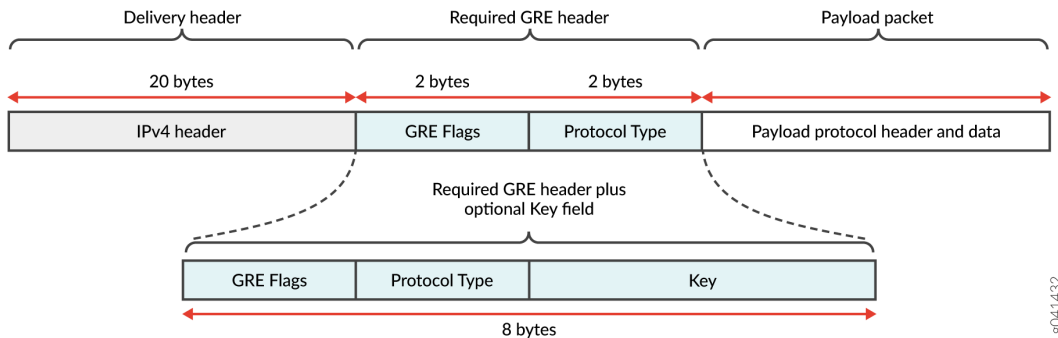 Delivery header
Required GRE header
Payload packet
20 bytes
2 bytes
2 bytes
IPv4 header
GRE Flags
Protocol Type
Payload protocol header and data
Required GRE header plus
optional Key field
GRE Flags
Protocol Type
Key
8 bytes
g041432